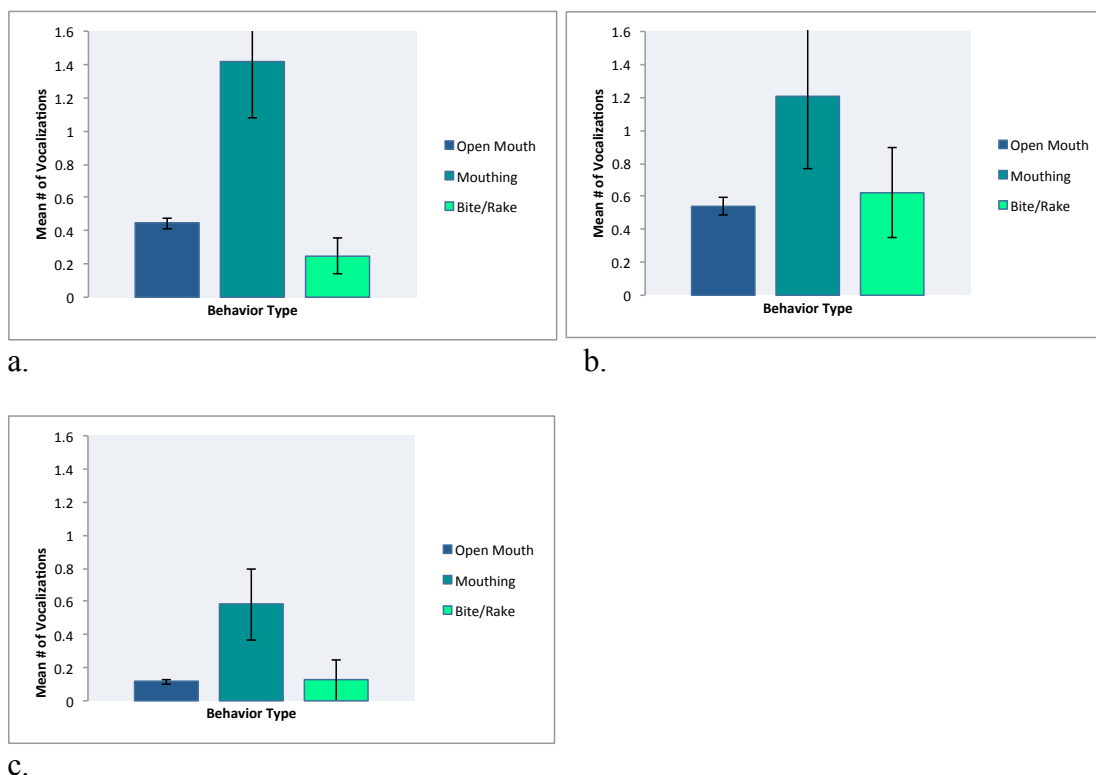 1.6
1.4
1.2
1
0.8
0.6
0.4
0.2
0
Mean # of Vocalizations
Behavior Type
Open Mouth
Mouthing
Bite/Rake
a.
1.6
1.4
1.2
1
0.8
0.6
0.4
0.2
0
Mean # of Vocalizations
Behavior Type
Open Mouth
Mouthing
Bite/Rake
b.
1.6
1.4
1.2
1
0.8
0.6
0.4
0.2
0
Mean # of Vocalizations
Behavior Type
Open Mouth
Mouthing
Bite/Rake
c.